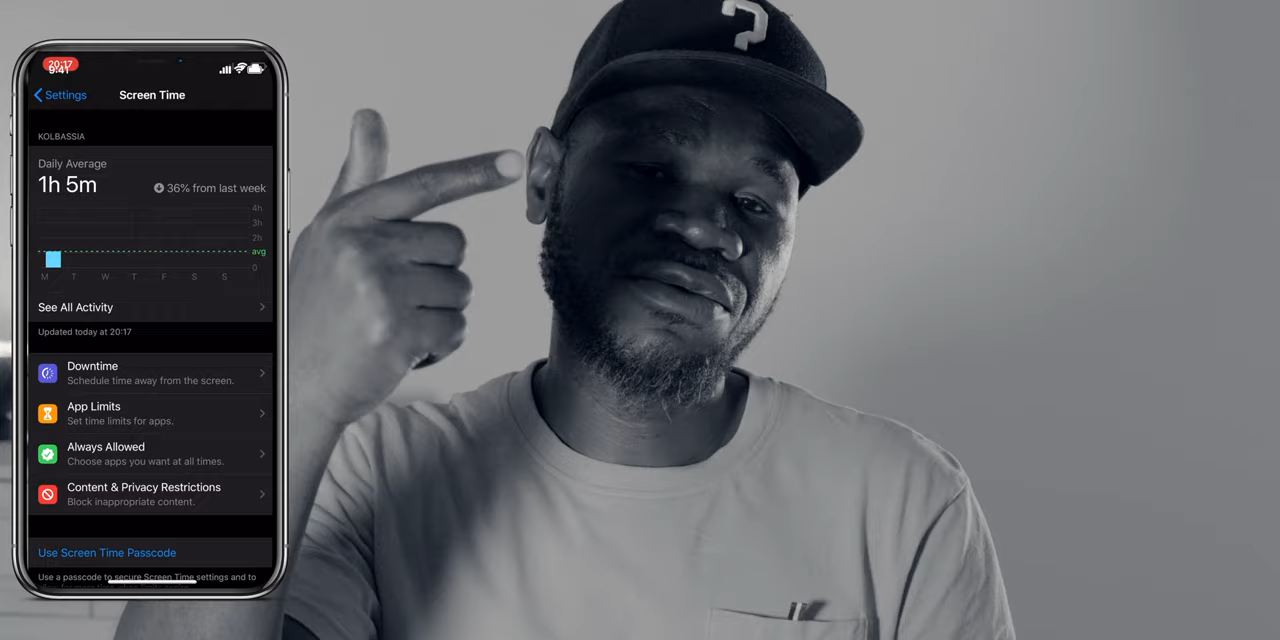 20:17
9:41
Settings
Screen Time
KOLBASSIA
Daily Average
1h 5m
36% from last week
4h
3h
2h
avg
0
M T W T F S S
See All Activity
Updated today at 20:17
Downtime
Schedule time away from the screen.
App Limits
Set time limits for apps.
Always Allowed
Choose apps you want at all times.
Content & Privacy Restrictions
Block inappropriate content.
Use Screen Time Passcode
Use a passcode to secure Screen Time settings and to
?